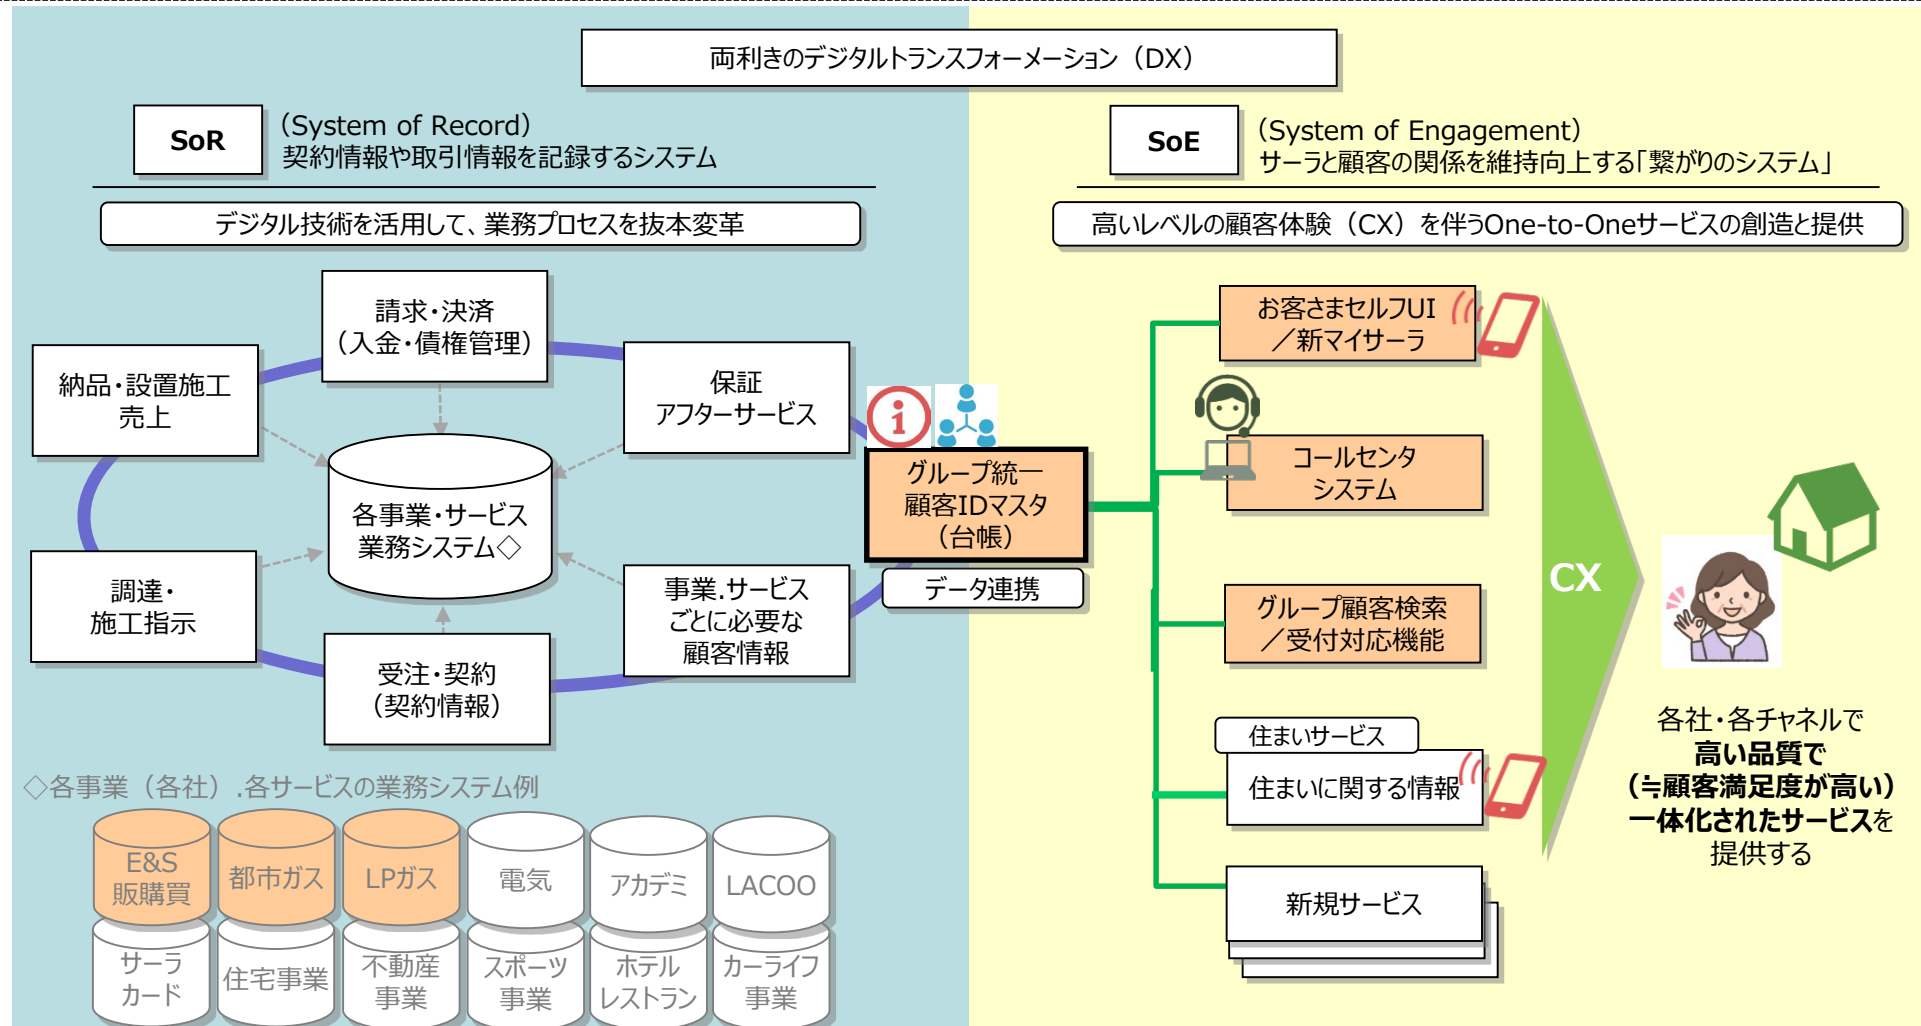 両利きのデジタルトランスフォーメーション（DX）
SoR
（System of Record）
契約情報や取引情報を記録するシステム
デジタル技術を活用して、業務プロセスを抜本変革
請求・決済
（入金・債権管理）
納品・設置施工
売上
保証
アフターサービス
各事業・サービス
業務システム◇
調達・
施工指示
受注・契約
（契約情報）
事業.サービス
ごとに必要な
顧客情報
グループ統一
顧客IDマスタ
（台帳）
データ連携
◇各事業（各社）.各サービスの業務システム例
E&S
販購買
都市ガス
LPガス
電気
アカデミ
LACOO
サーラ
カード
住宅事業
不動産
事業
スポーツ
事業
ホテル
レストラン
カーライフ
事業
SoE
（System of Engagement）
サーラと顧客の関係を維持向上する「繋がりのシステム」
高いレベルの顧客体験（CX）を伴うOne-to-Oneサービスの創造と提供
お客さまセルフUI
／新マイサーラ
コールセンタ
システム
グループ顧客検索
／受付対応機能
住まいサービス
住まいに関する情報
新規サービス
CX
各社・各チャネルで
高い品質で
（≒顧客満足度が高い）
一体化されたサービスを
提供する